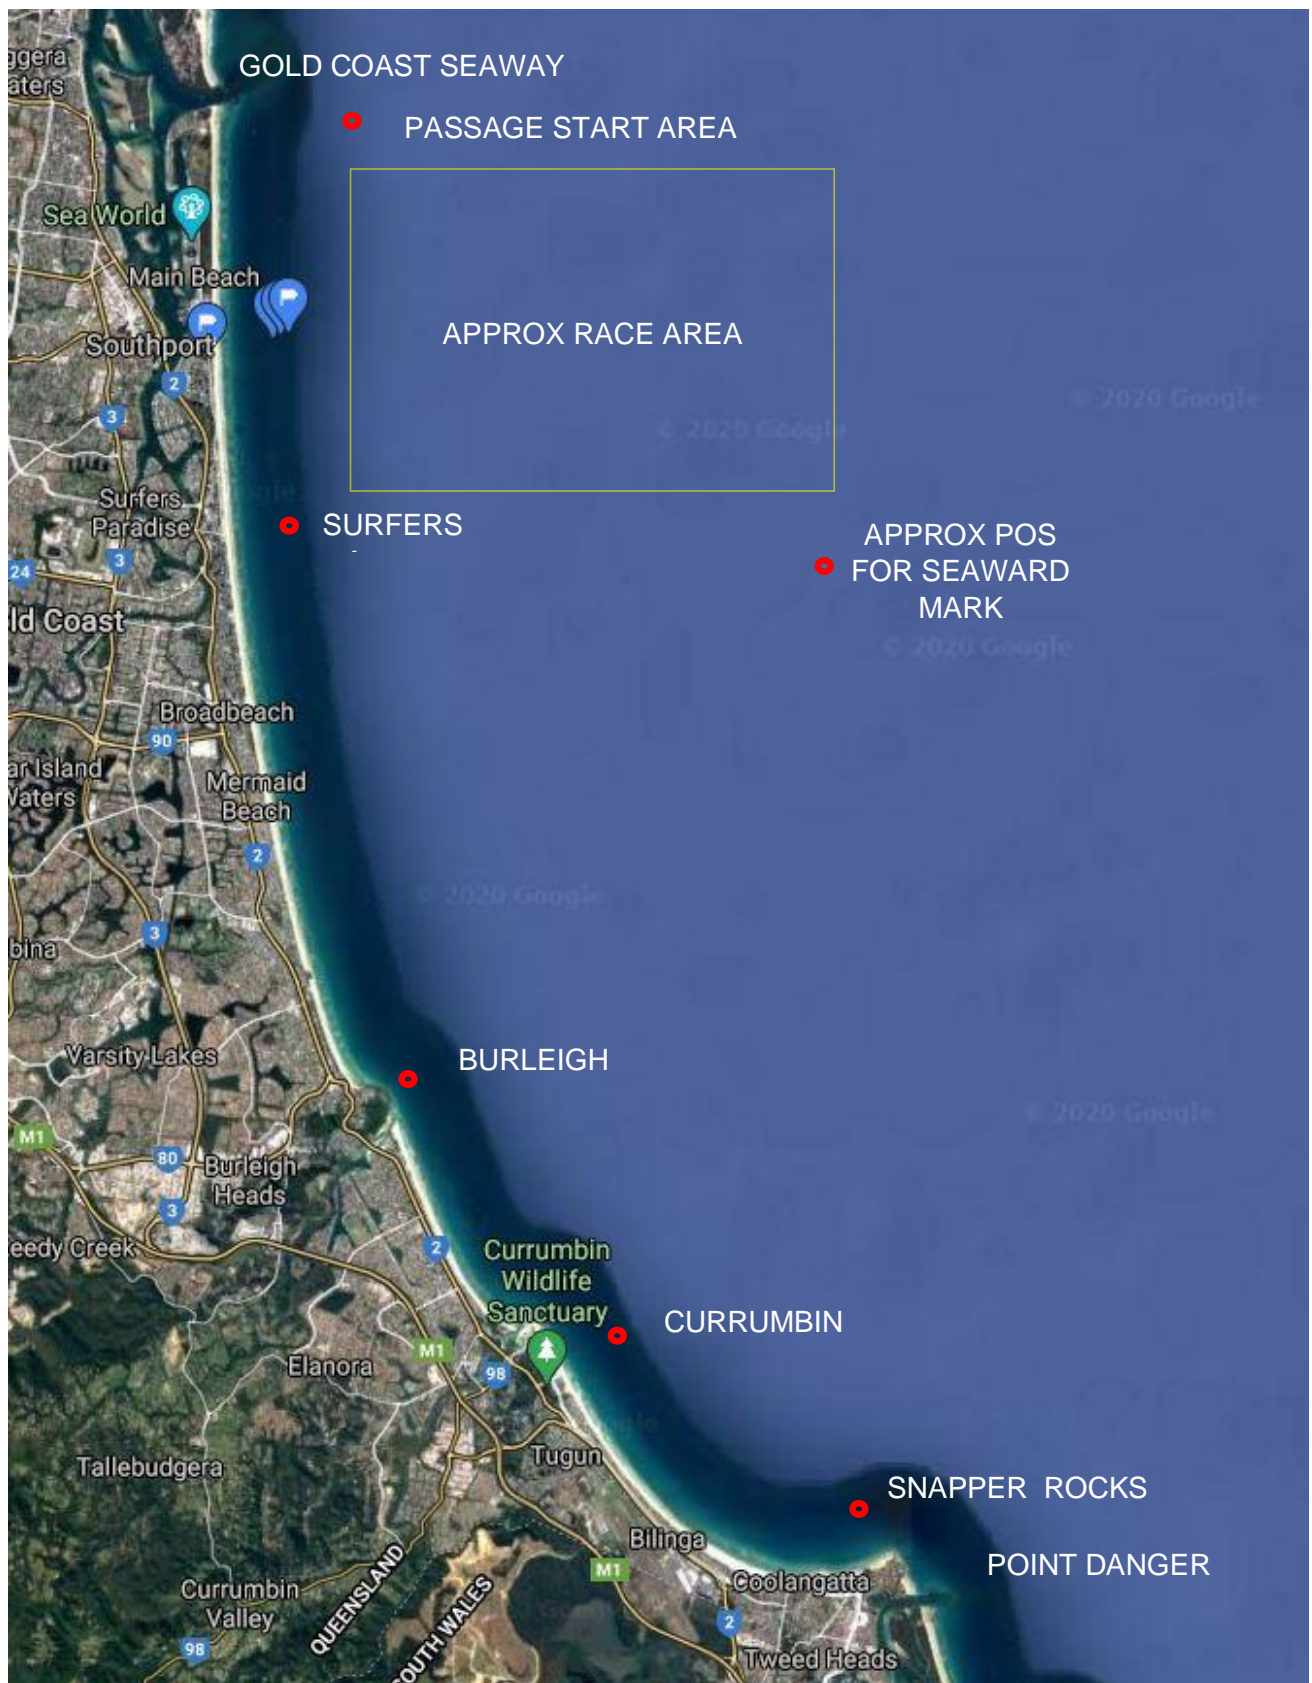 ggera
aters
GOLD COAST SEAWAY
PASSAGE START AREA
Sea World
Main Beach
Southport
APPROX RACE AREA
2
3
© 2020 Google
© 2020 Google
Surfers
Paradise
SURFERS
APPROX POS
FOR SEAWARD
MARK
3
24
ld Coast
© 2020 Google
Broadbeach
90
ar Island
Vaters
Mermaid
Beach
2
© 2020 Google
3
bina
Varsity Lakes
BURLEIGH
© 2020 Google
M1
80
Burleigh
Heads
3
eedy Creek
2
Currumbin
Wildlife
Sanctuary
CURRUMBIN
M1
98
Elanora
Tallebudgera
Tugun
SNAPPER ROCKS
Bilinga
POINT DANGER
M1
Coolangatta
QUEENSLAND
OUTH WALES
Currumbin
Valley
2
98
Tweed Heads